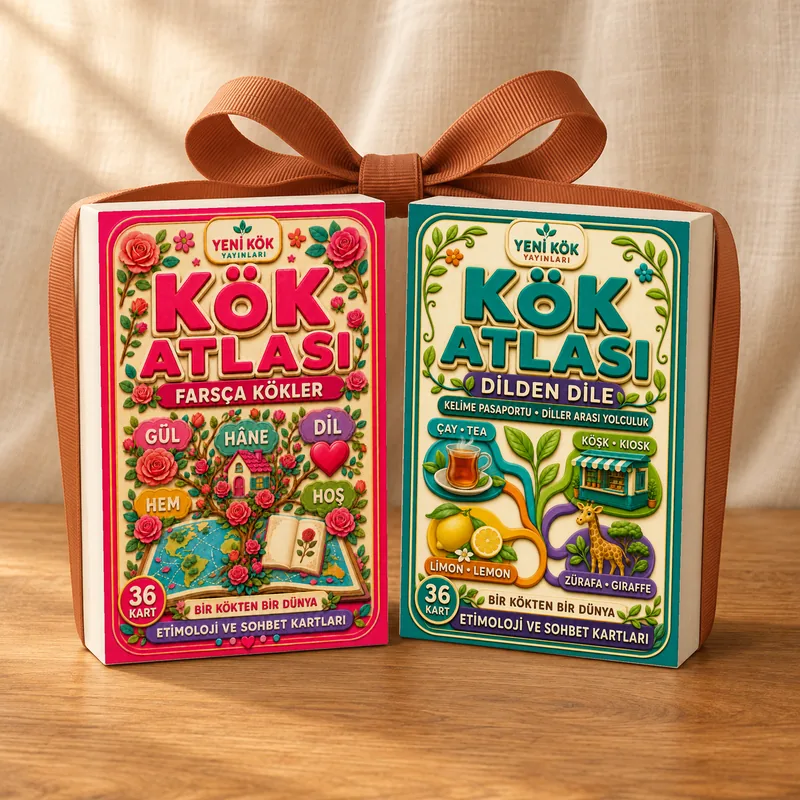 YENİ KÖK
YAYINLARI
KÖK
ATLASI
FARSÇA KÖKLER
GÜL
HÂNE
DİL
HEM
HOŞ
36
KART
BİR KÖKTEN BİR DÜNYA
ETİMOLOJİ VE SOHBET KARTLARI
YENİ KÖK
YAYINLARI
KÖK
ATLASI
DİLDEN DİLE
KELİME PASAPORTU • DİLLER ARASI YOLCULUK
ÇAY • TEA
KÖŞK • KIOSK
LİMON • LEMON
ZÜRAFA • GIRAFFE
36
KART
BİR KÖKTEN BİR DÜNYA
ETİMOLOJİ VE SOHBET KARTLARI